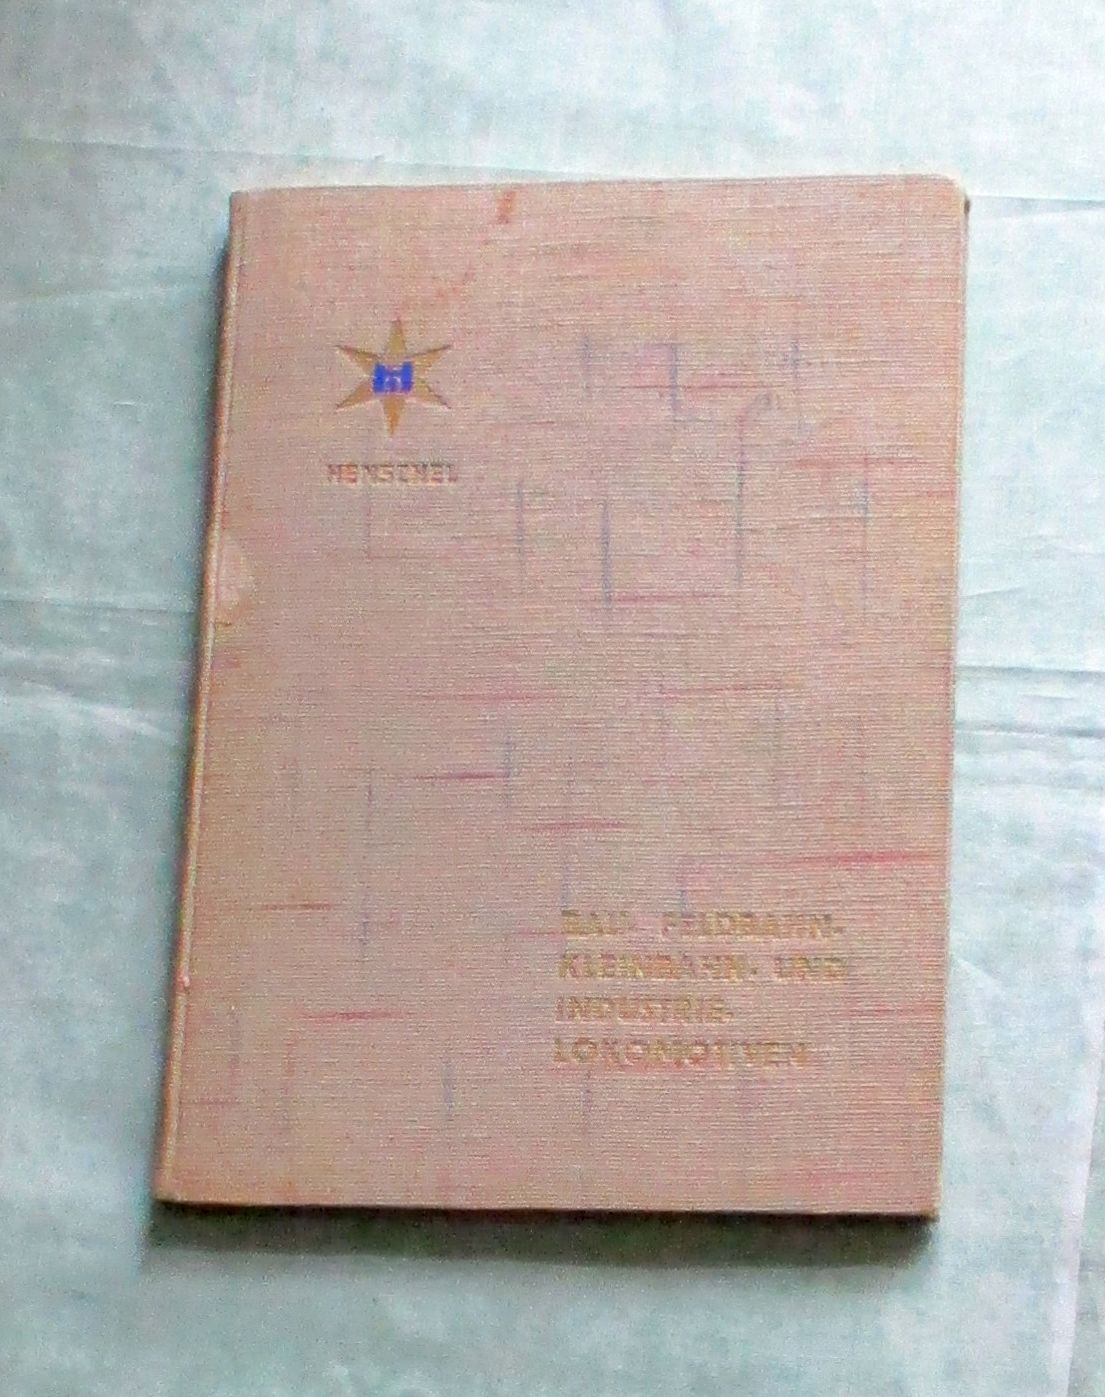 H
HENSCHEL
BAU- FELDBAHN-
KLEINBAHN- UND
INDUSTRIE-
LOKOMOTIVEN